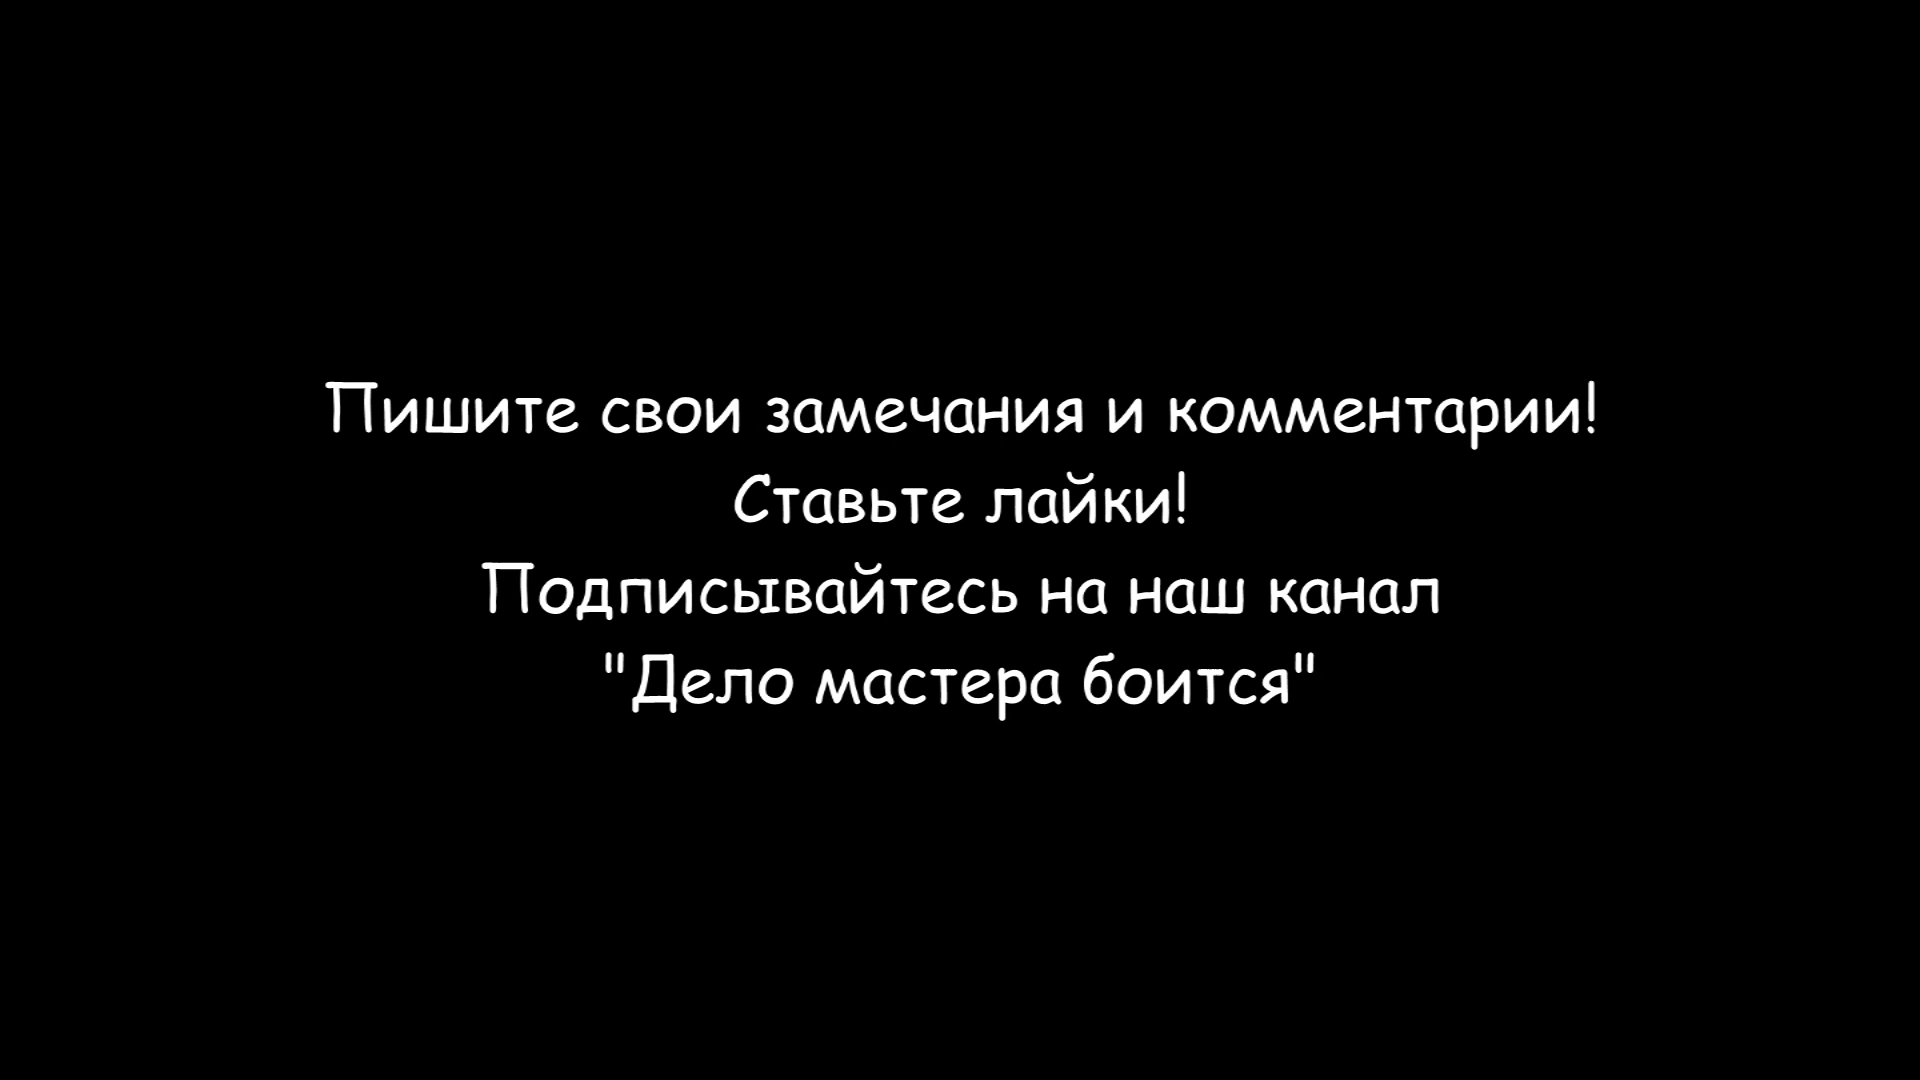 Пишите свои замечания и комментарии!
Ставьте лайки!
Подписывайтесь на наш канал
"Дело мастера боится"